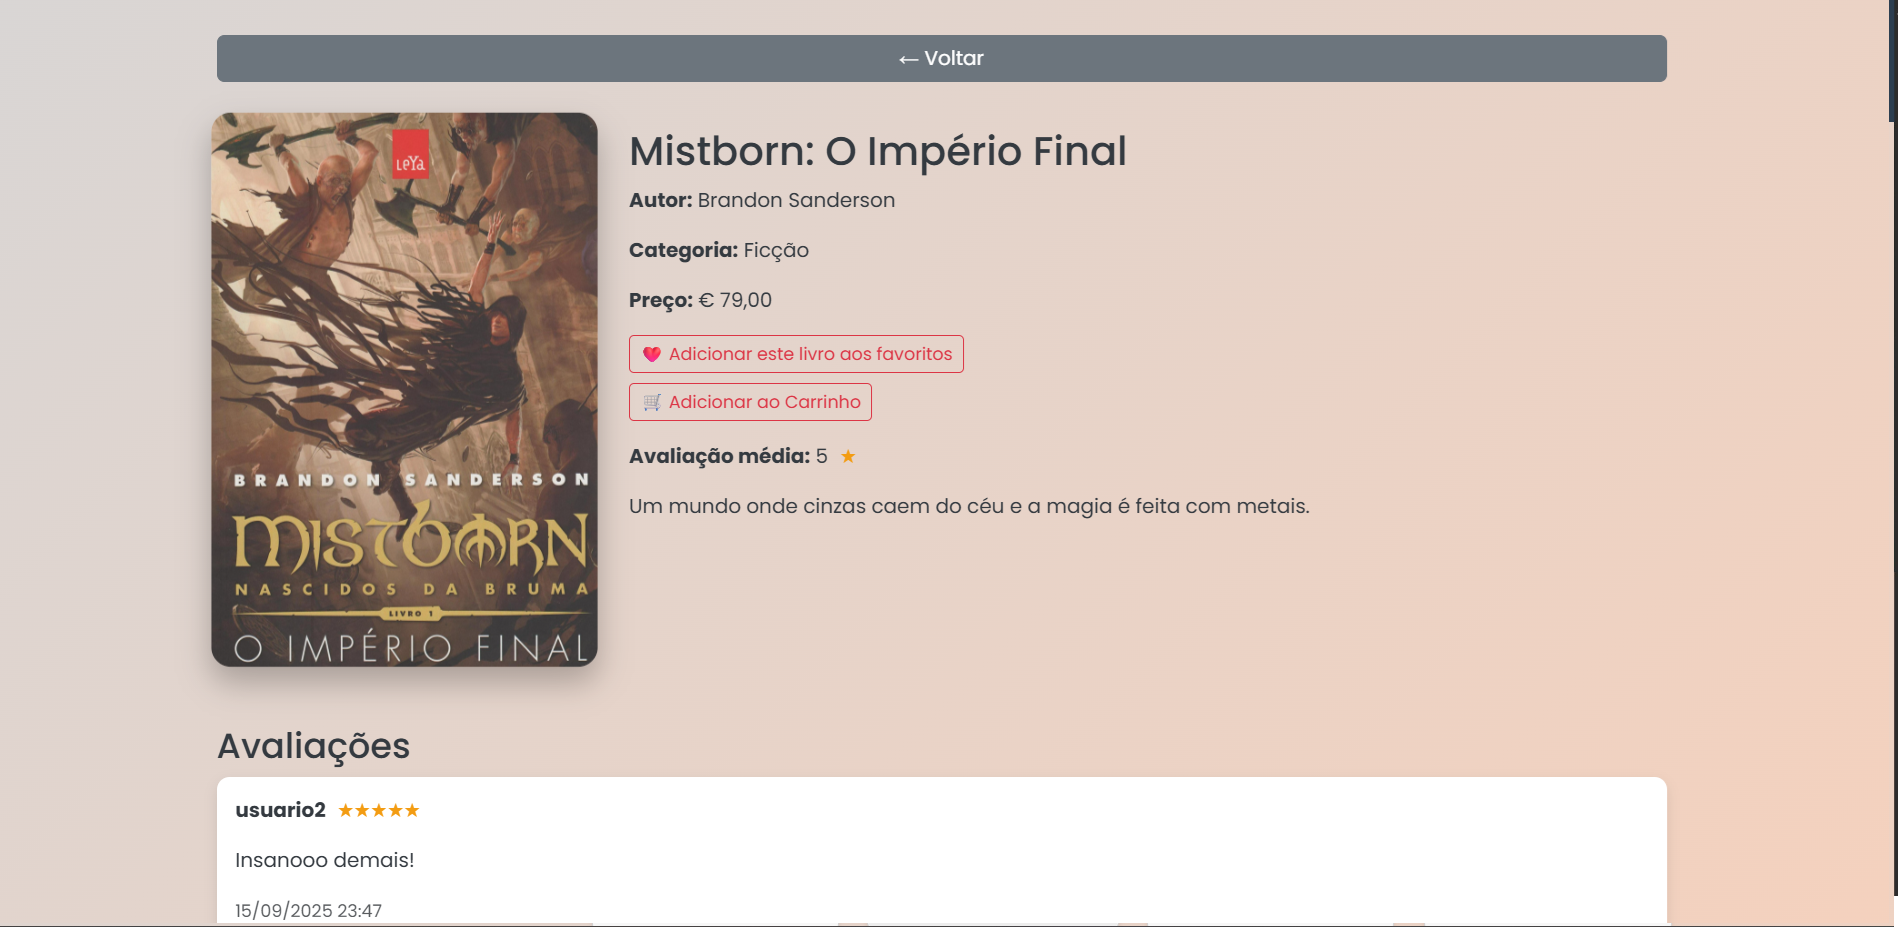 ← Voltar
LeYa
BRANDON SANDERSON
MISTBORN
NASCIDOS DA BRUMA
LIVRO 1
O IMPÉRIO FINAL
Mistborn: O Império Final
Autor: Brandon Sanderson
Categoria: Ficção
Preço: € 79,00
❤️ Adicionar este livro aos favoritos
🛒 Adicionar ao Carrinho
Avaliação média: 5 ★
Um mundo onde cinzas caem do céu e a magia é feita com metais.
Avaliações
usuario2 ★★★★★
Insanooo demais!
15/09/2025 23:47